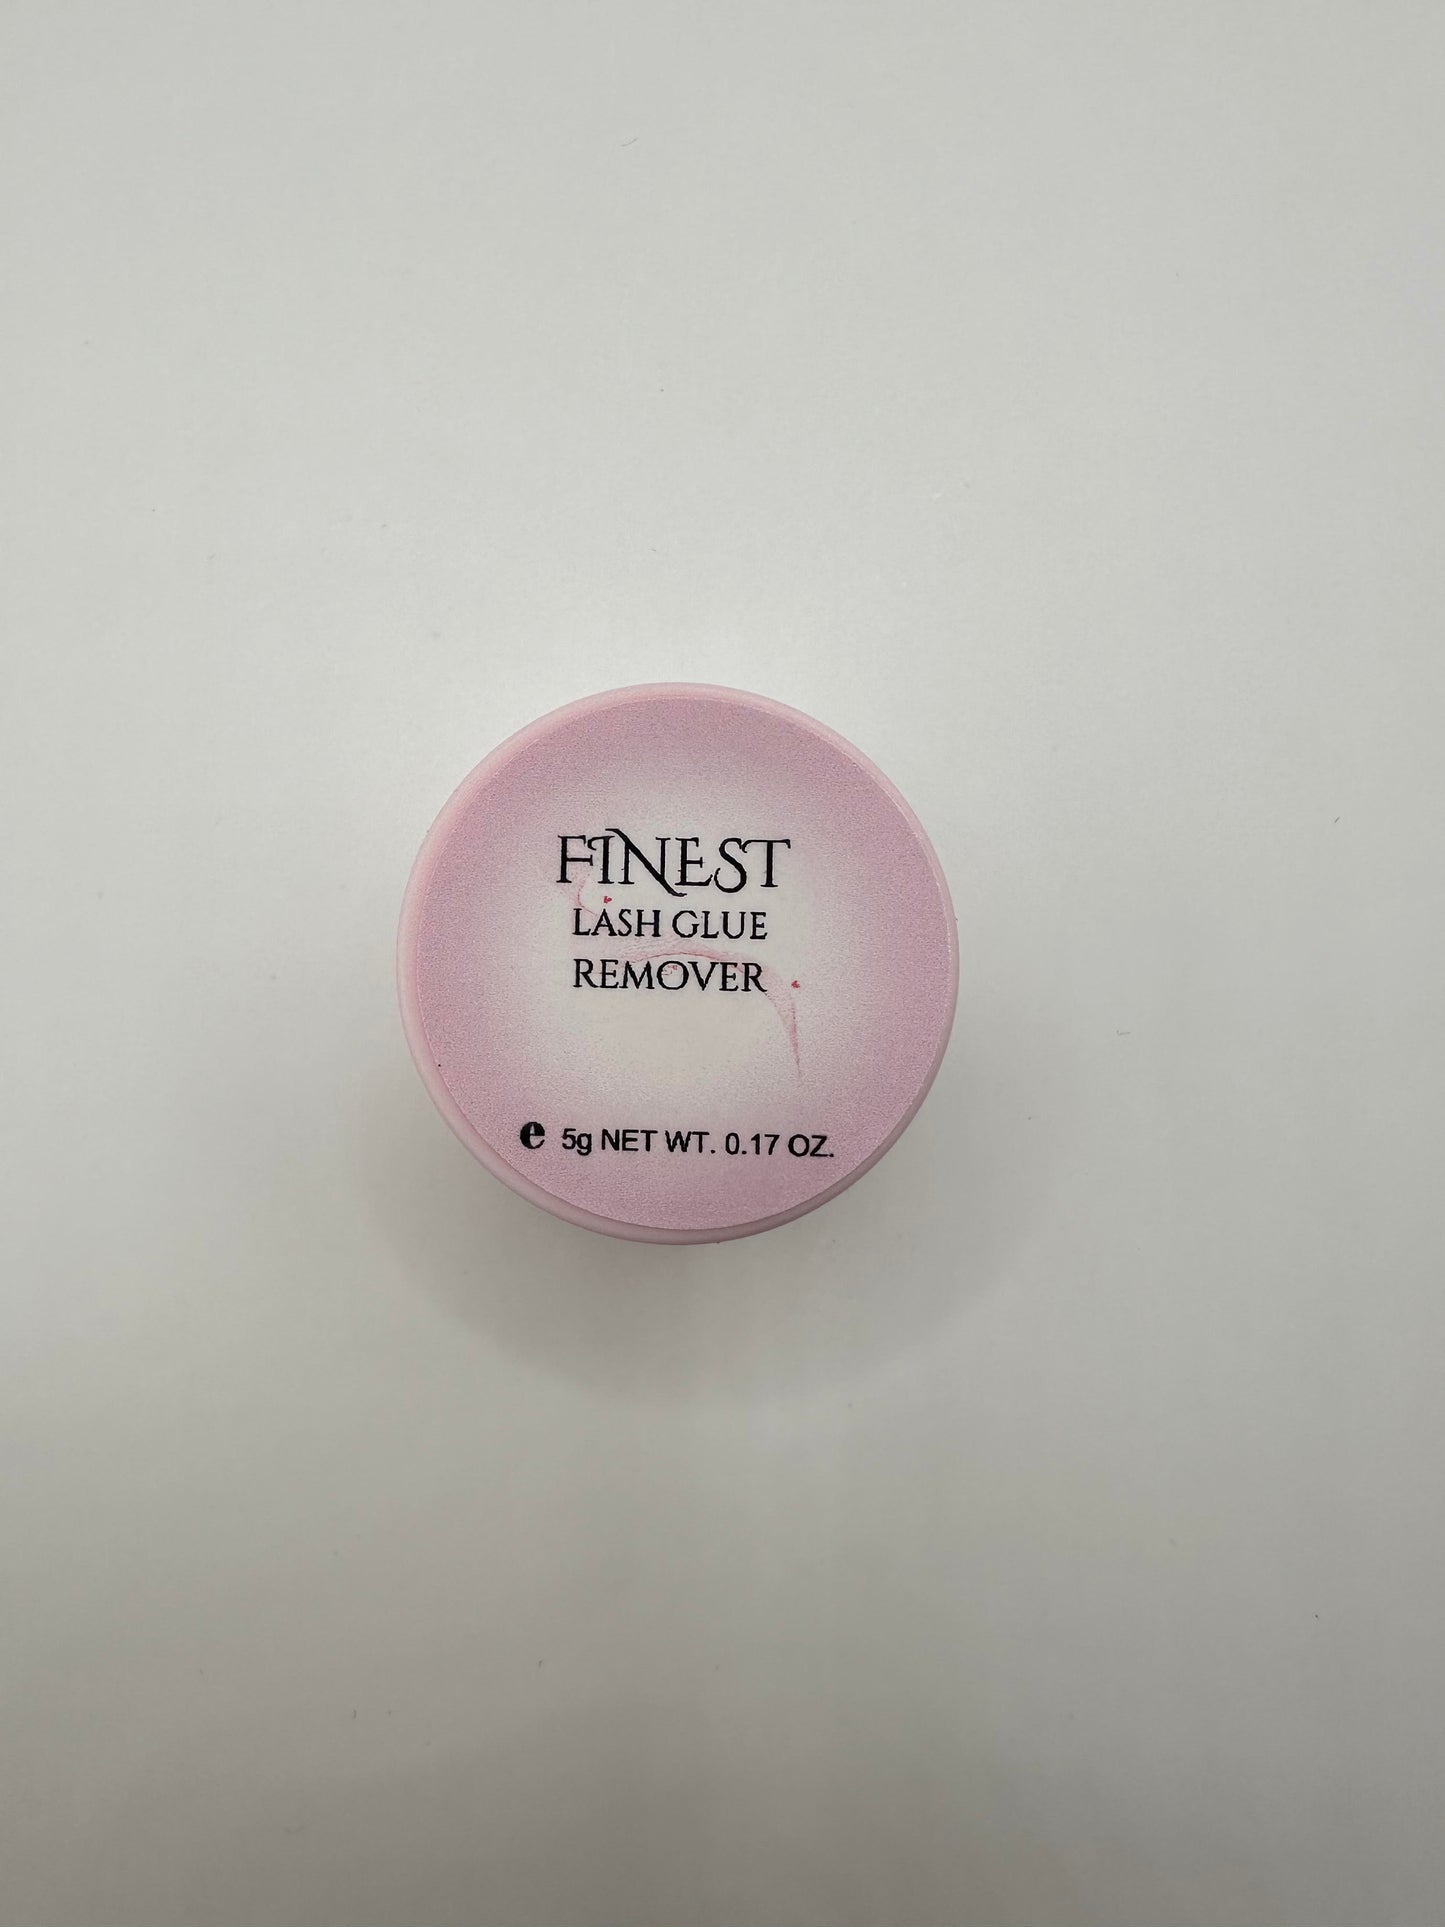 FINEST
LASH GLUE
REMOVER
e 5g NET WT. 0.17 OZ.